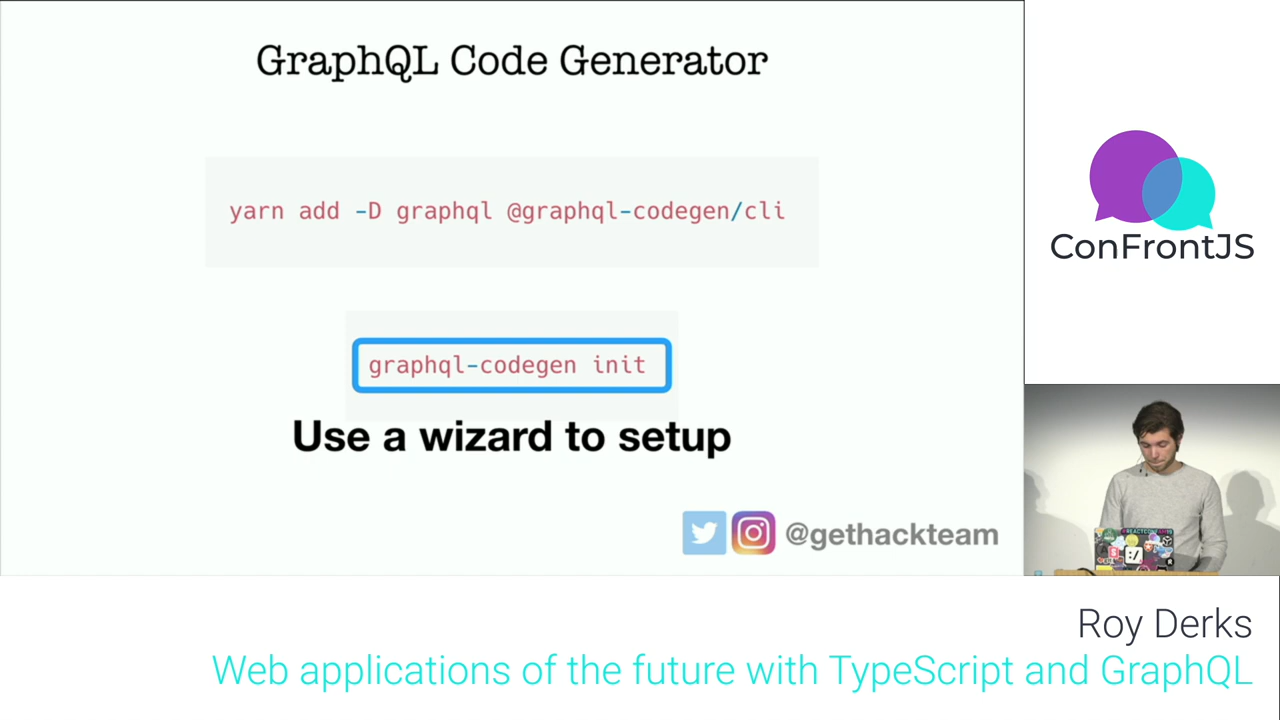 GraphQL Code Generator
yarn add -D graphql @graphql-codegen/cli
graphql-codegen init
Use a wizard to setup
@gethackteam
ConFrontJS
Roy Derks
Web applications of the future with TypeScript and GraphQL